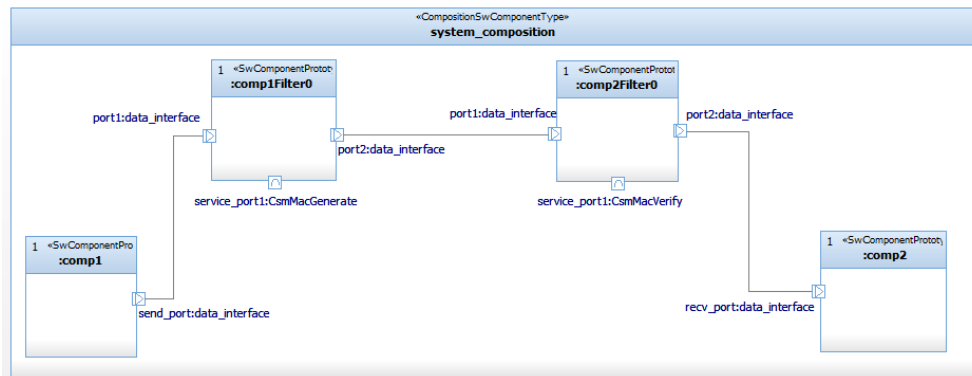 «CompositionSwComponentType»
system_composition
1 «SwComponentProtot
:comp1Filter0
1 «SwComponentProtot
:comp2Filter0
port1:data_interface
port1:data_interface
port2:data_interface
port2:data_interface
service_port1:CsmMacGenerate
service_port1:CsmMacVerify
1 «SwComponentPro
:comp1
1 «SwComponentProtot
:comp2
send_port:data_interface
recv_port:data_interface